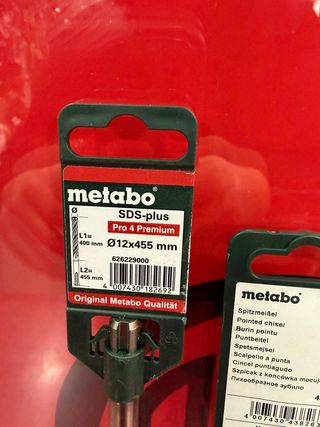 metabo
SDS-plus
Pro 4 Premium
Ø
L1=
400 mm
Ø12x455 mm
626229000
L2=
455 mm
4 007430 182692
Original Metabo Qualität
metabo
Spitzmeißel
Pointed chisel
Burin pointu
Puntbeitel
Spetsmejsel
Scalpello a punta
Cincel puntiagudo
Szpicak z końcówką mocują
Пикообразное зубило
4
4 007430 438263